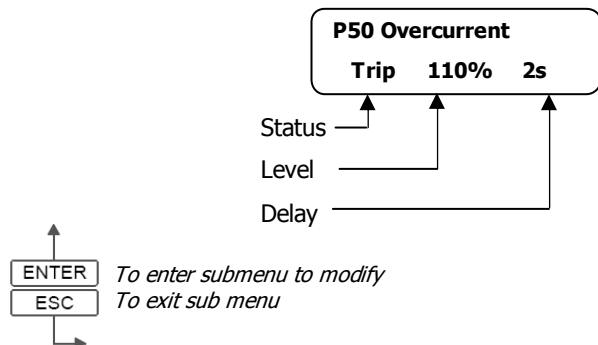 P50 Overcurrent
Trip 110% 2s
Status
Level
Delay
ENTER To enter submenu to modify
ESC To exit sub menu